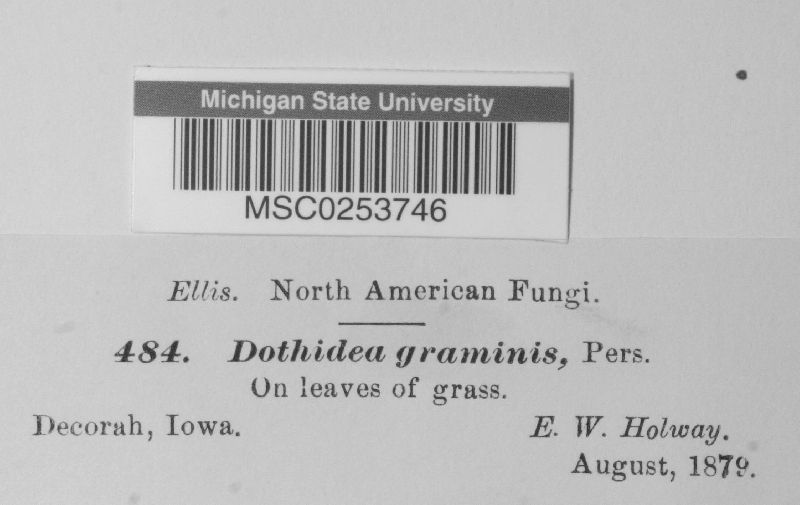 Michigan State University
MSC0253746
Ellis. North American Fungi.
484. Dothidea graminis, Pers.
On leaves of grass.
Decorah, Iowa. E. W. Holway.
August, 1879.